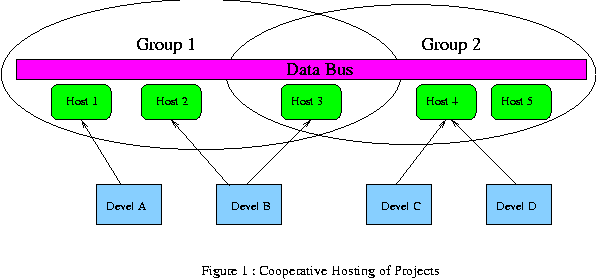 Group 1 Group 2
Data Bus
Host 1 Host 2 Host 3 Host 4 Host 5
Devel A Devel B Devel C Devel D
Figure 1 : Cooperative Hosting of Projects